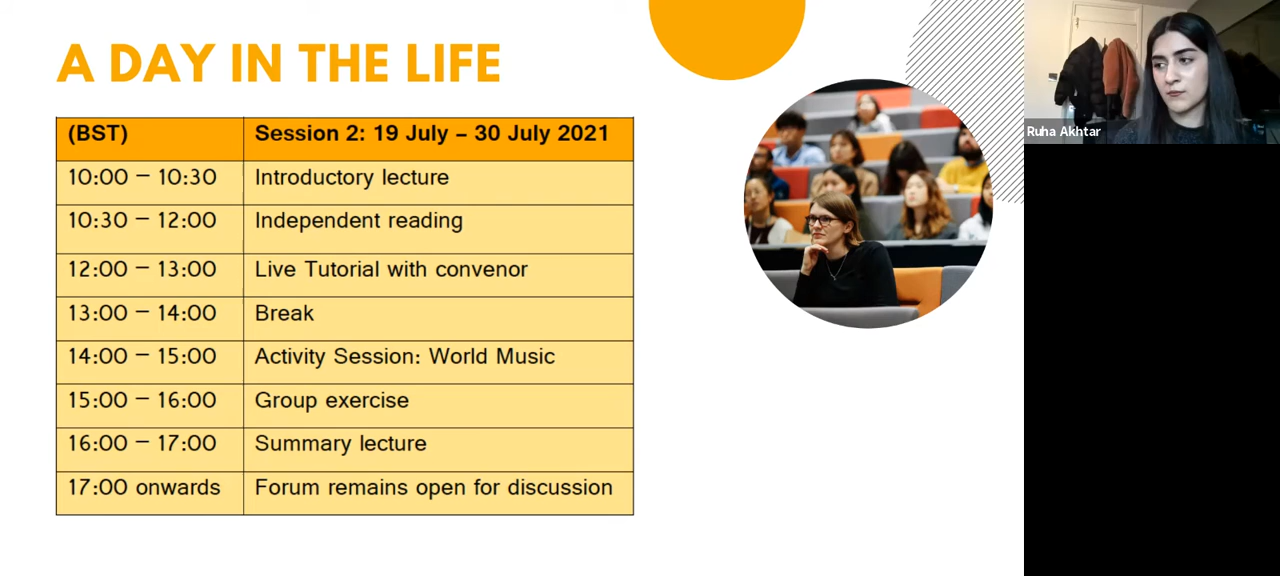 A DAY IN THE LIFE
(BST) Session 2: 19 July – 30 July 2021
10:00 – 10:30 Introductory lecture
10:30 – 12:00 Independent reading
12:00 – 13:00 Live Tutorial with convenor
13:00 – 14:00 Break
14:00 – 15:00 Activity Session: World Music
15:00 – 16:00 Group exercise
16:00 – 17:00 Summary lecture
17:00 onwards Forum remains open for discussion
Ruha Akhtar